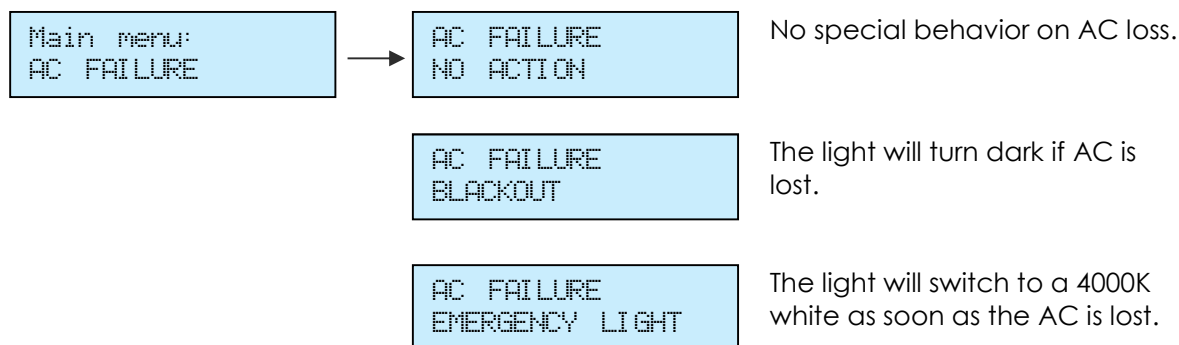 Main menu:
AC FAILURE
AC FAILURE
NO ACTION
No special behavior on AC loss.
AC FAILURE
BLACKOUT
The light will turn dark if AC is
lost.
AC FAILURE
EMERGENCY LIGHT
The light will switch to a 4000K
white as soon as the AC is lost.